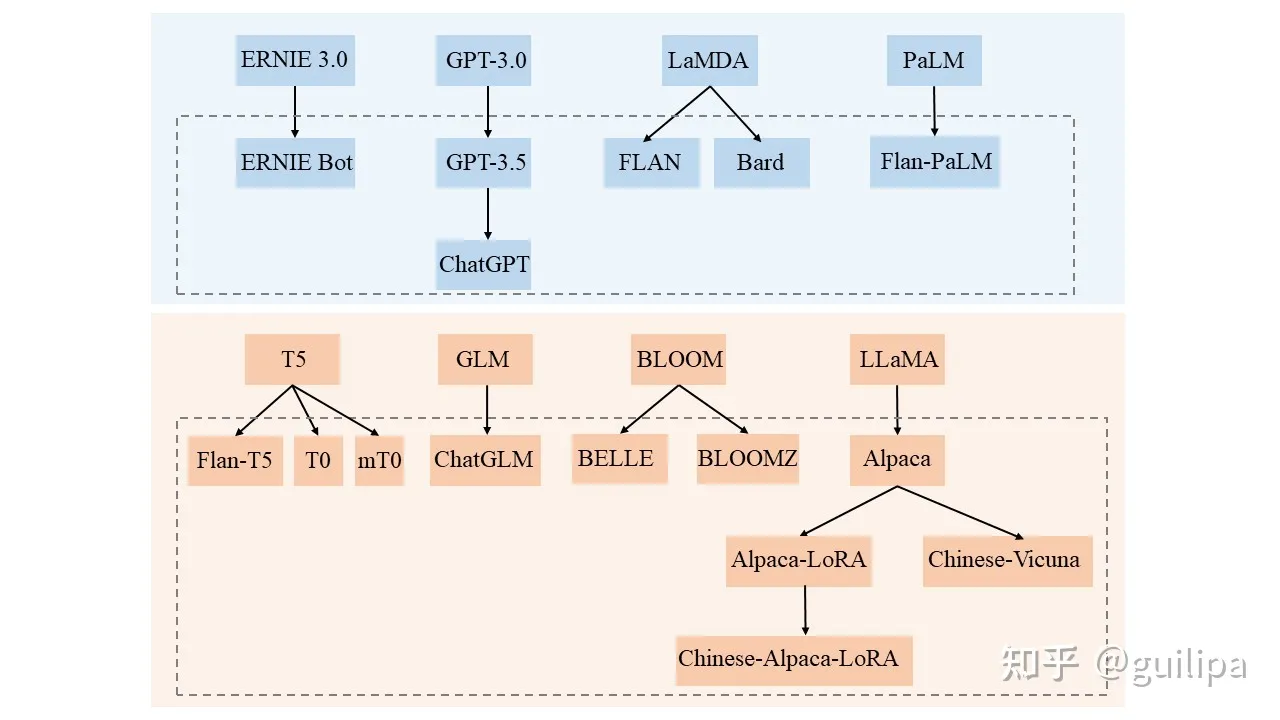 ERNIE 3.0
GPT-3.0
LaMDA
PaLM
ERNIE Bot
GPT-3.5
FLAN
Bard
Flan-PaLM
ChatGPT
T5
GLM
BLOOM
LLaMA
Flan-T5
T0
mT0
ChatGLM
BELLE
BLOOMZ
Alpaca
Alpaca-LoRA
Chinese-Vicuna
Chinese-Alpaca-LoRA
知乎 @guilipa